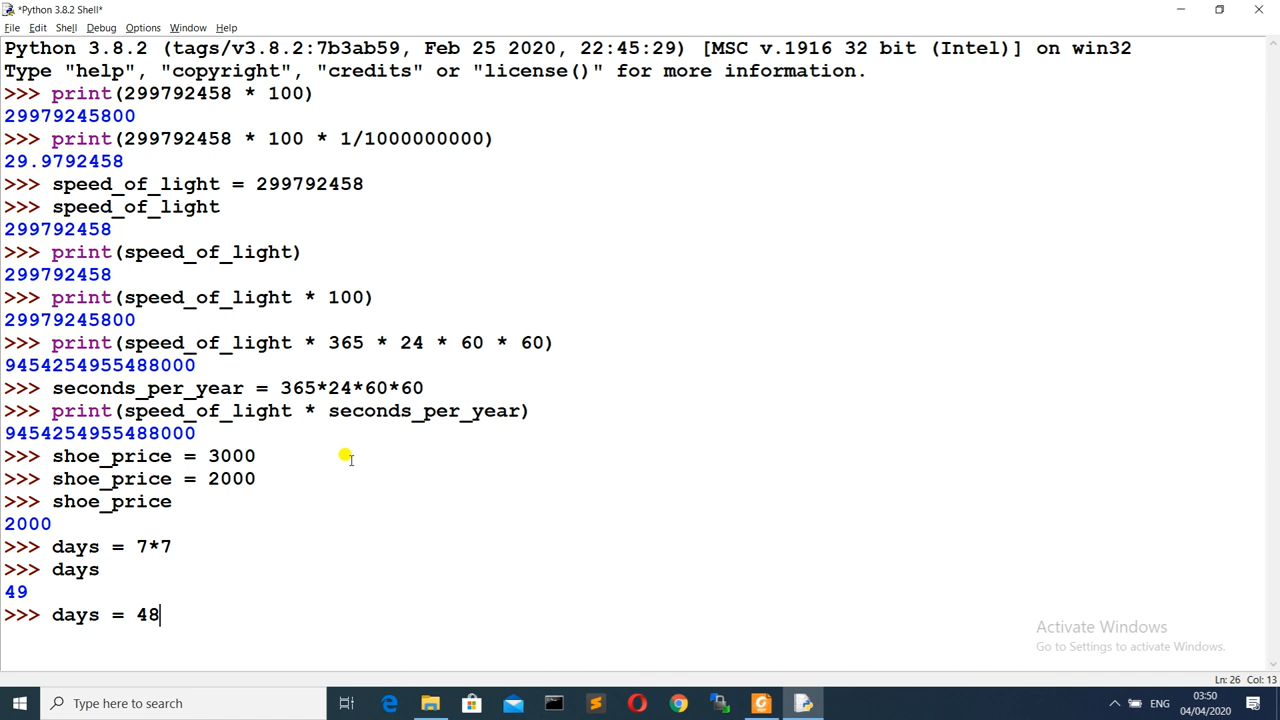 *Python 3.8.2 Shell*
File Edit Shell Debug Options Window Help
Python 3.8.2 (tags/v3.8.2:7b3ab59, Feb 25 2020, 22:45:29) [MSC v.1916 32 bit (Intel)] on win32
Type "help", "copyright", "credits" or "license()" for more information.
>>> print(299792458 * 100)
29979245800
>>> print(299792458 * 100 * 1/1000000000)
29.9792458
>>> speed_of_light = 299792458
>>> speed_of_light
299792458
>>> print(speed_of_light)
299792458
>>> print(speed_of_light * 100)
29979245800
>>> print(speed_of_light * 365 * 24 * 60 * 60)
9454254955488000
>>> seconds_per_year = 365*24*60*60
>>> print(speed_of_light * seconds_per_year)
9454254955488000
>>> shoe_price = 3000
>>> shoe_price = 2000
>>> shoe_price
2000
>>> days = 7*7
>>> days
49
>>> days = 48
Activate Windows
Go to Settings to activate Windows.
Ln: 26 Col: 13
Type here to search
ENG
03:50
04/04/2020